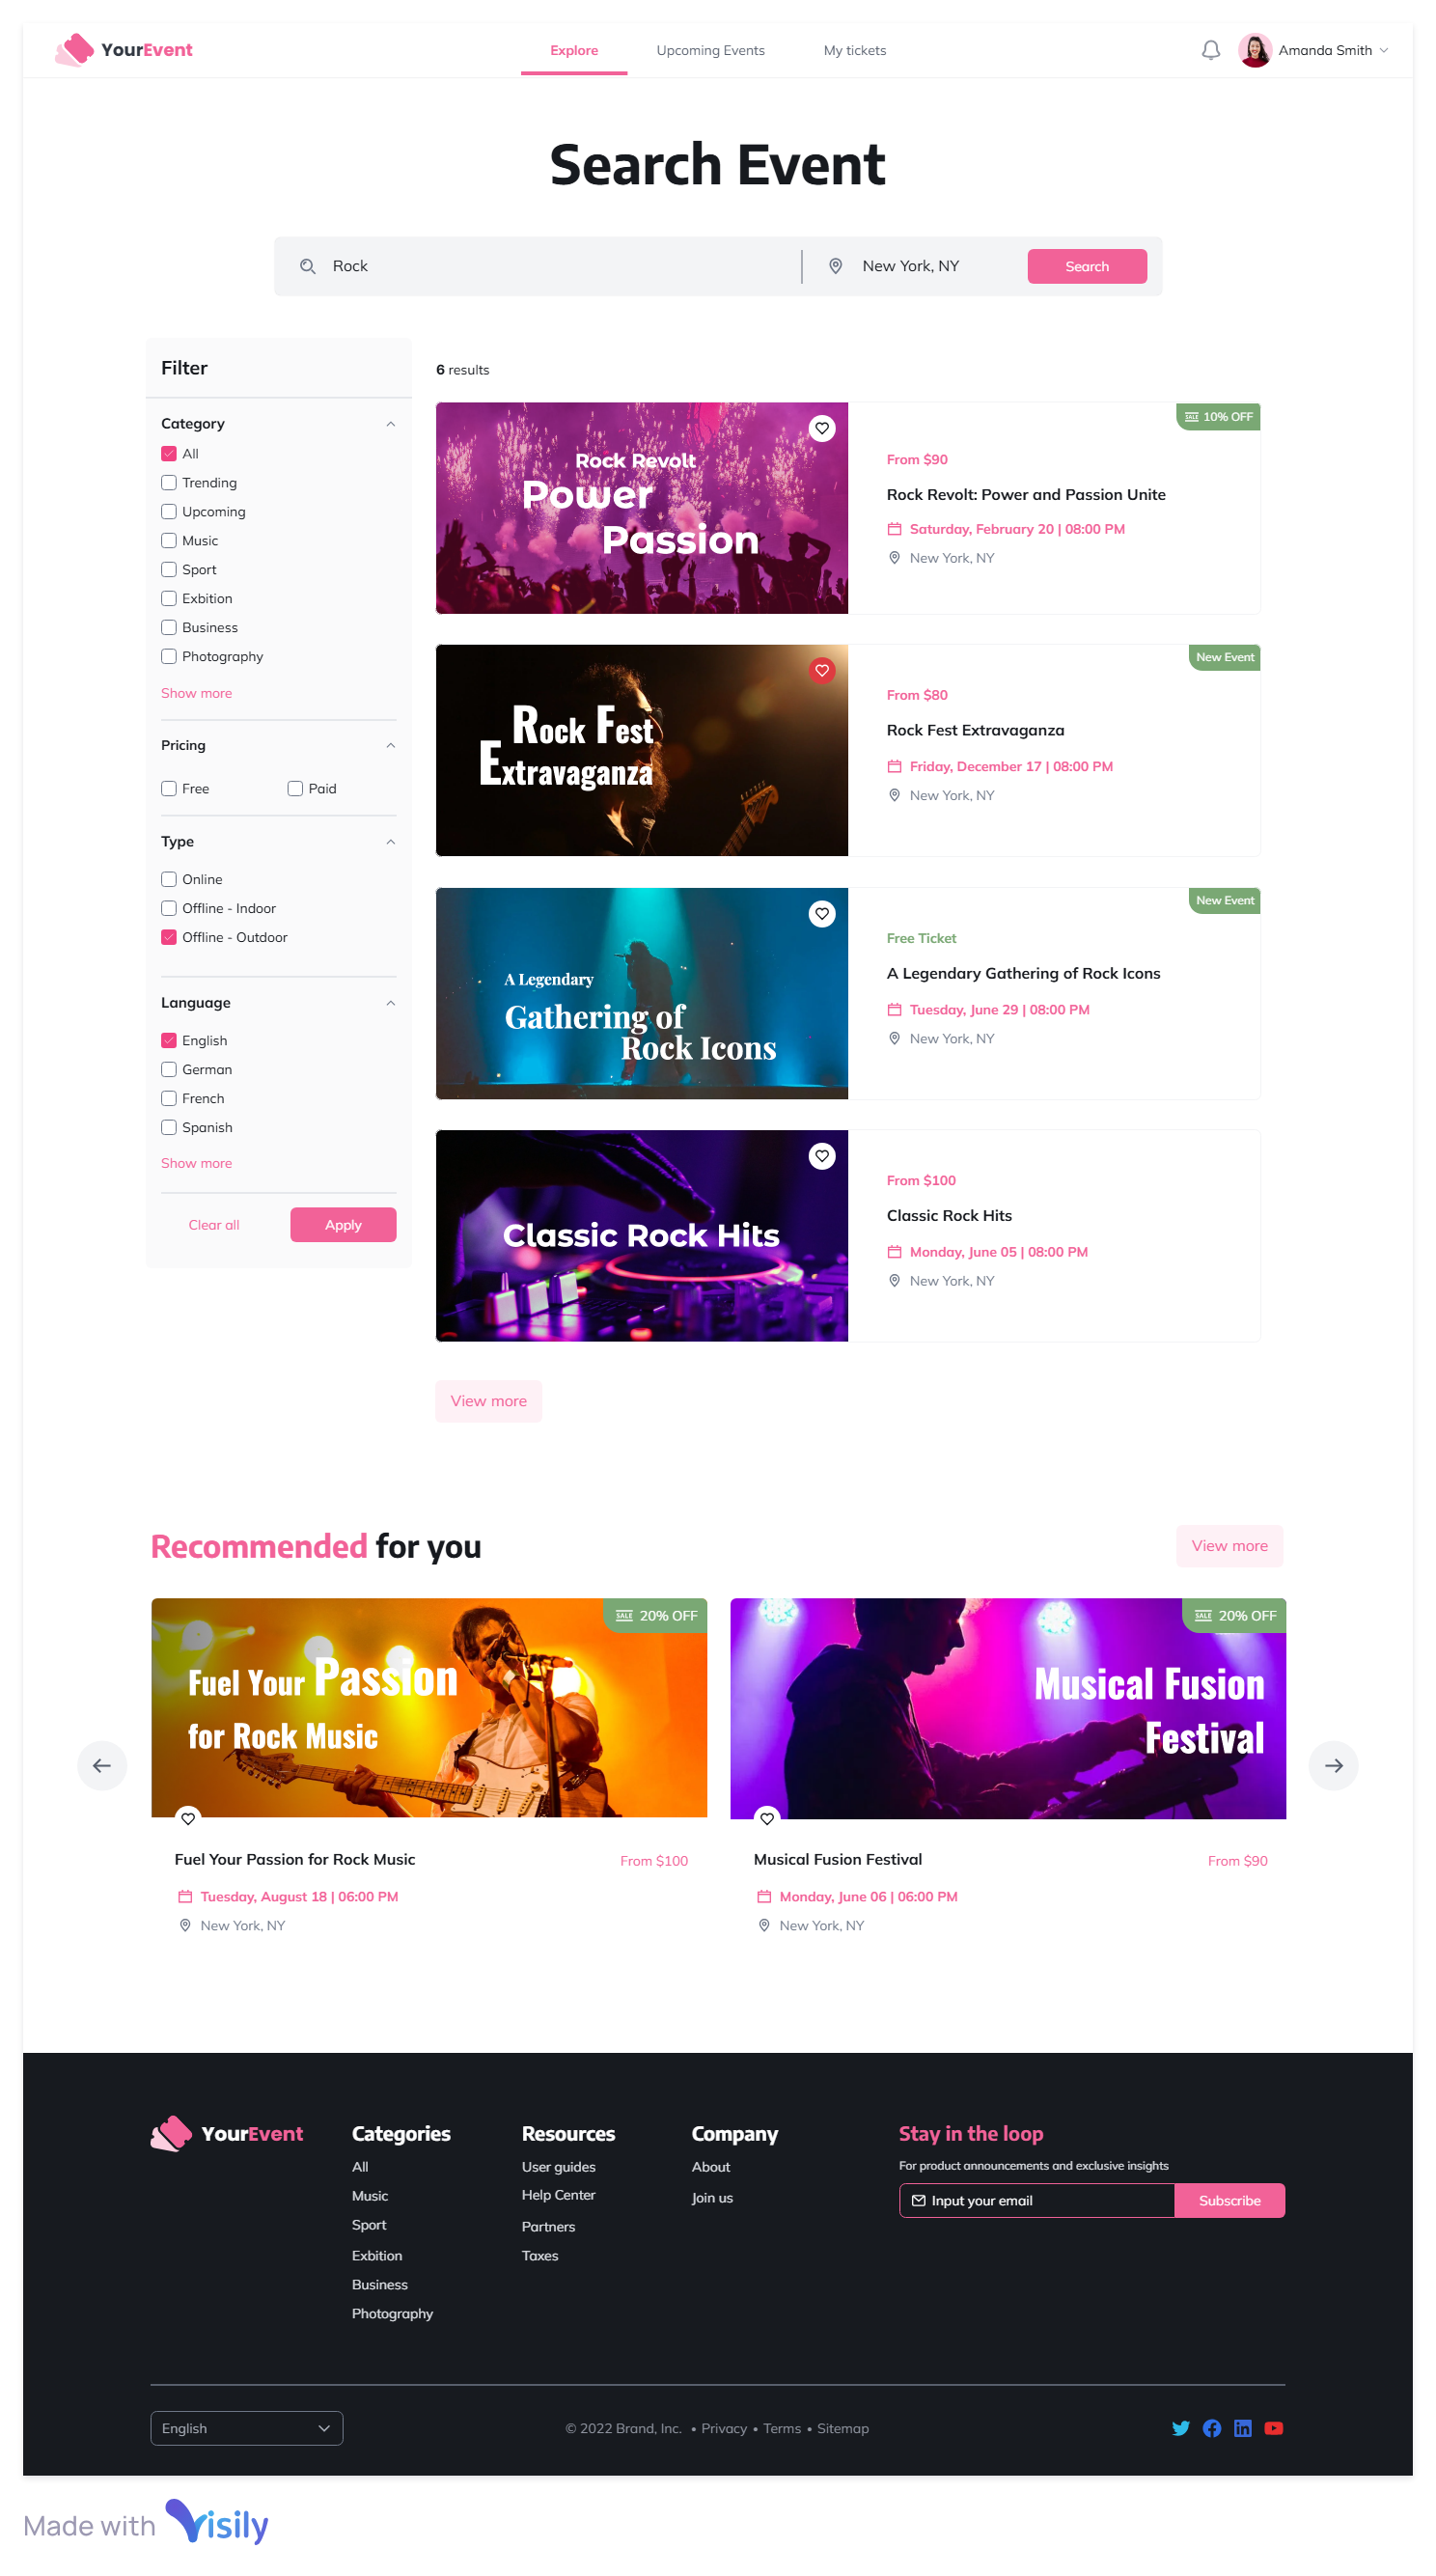 YourEvent
Explore
Upcoming Events
My tickets
Amanda Smith
Search Event
Rock
New York, NY
Search
Filter
Category
All
Trending
Upcoming
Music
Sport
Exbition
Business
Photography
Show more
Pricing
Free
Paid
Type
Online
Offline - Indoor
Offline - Outdoor
Language
English
German
French
Spanish
Show more
Clear all
Apply
6 results
Rock Revolt
Power
Passion
SALE 10% OFF
From $90
Rock Revolt: Power and Passion Unite
Saturday, February 20 | 08:00 PM
New York, NY
Rock Fest
Extravaganza
New Event
From $80
Rock Fest Extravaganza
Friday, December 17 | 08:00 PM
New York, NY
A Legendary
Gathering of
Rock Icons
New Event
Free Ticket
A Legendary Gathering of Rock Icons
Tuesday, June 29 | 08:00 PM
New York, NY
Classic Rock Hits
From $100
Classic Rock Hits
Monday, June 05 | 08:00 PM
New York, NY
View more
Recommended for you
View more
SALE 20% OFF
Fuel Your Passion
for Rock Music
Fuel Your Passion for Rock Music
From $100
Tuesday, August 18 | 06:00 PM
New York, NY
SALE 20% OFF
Musical Fusion
Festival
Musical Fusion Festival
From $90
Monday, June 06 | 06:00 PM
New York, NY
YourEvent
Categories
All
Music
Sport
Exbition
Business
Photography
Resources
User guides
Help Center
Partners
Taxes
Company
About
Join us
Stay in the loop
For product announcements and exclusive insights
Input your email
Subscribe
English
© 2022 Brand, Inc. • Privacy • Terms • Sitemap
Made with Visily